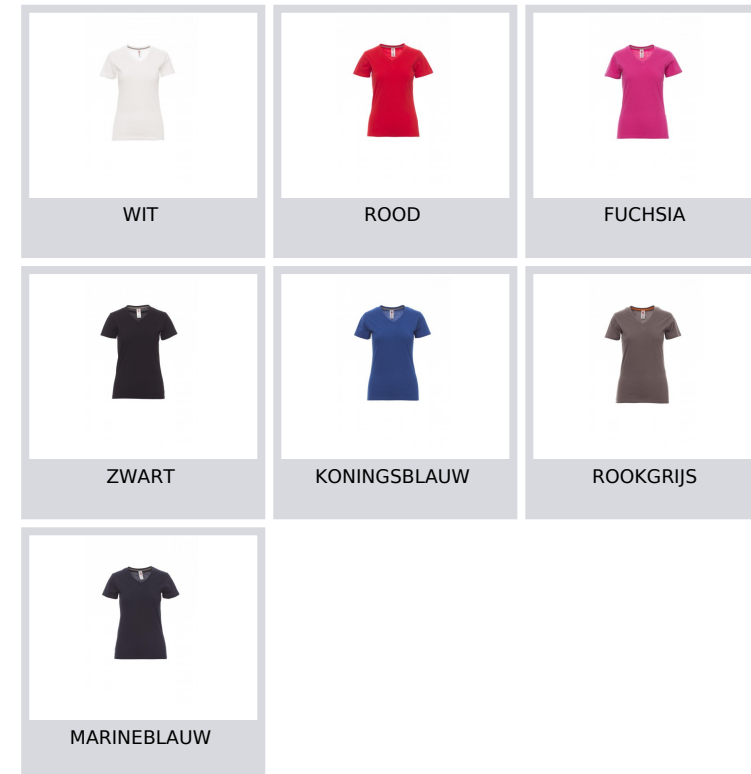 WIT
ROOD
FUCHSIA
ZWART
KONINGSBLAUW
ROOKGRIJS
MARINEBLAUW